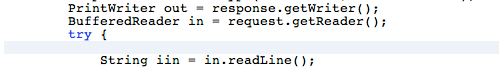 PrintWriter out = response.getWriter();
BufferedReader in = request.getReader();
try {
String iin = in.readLine();